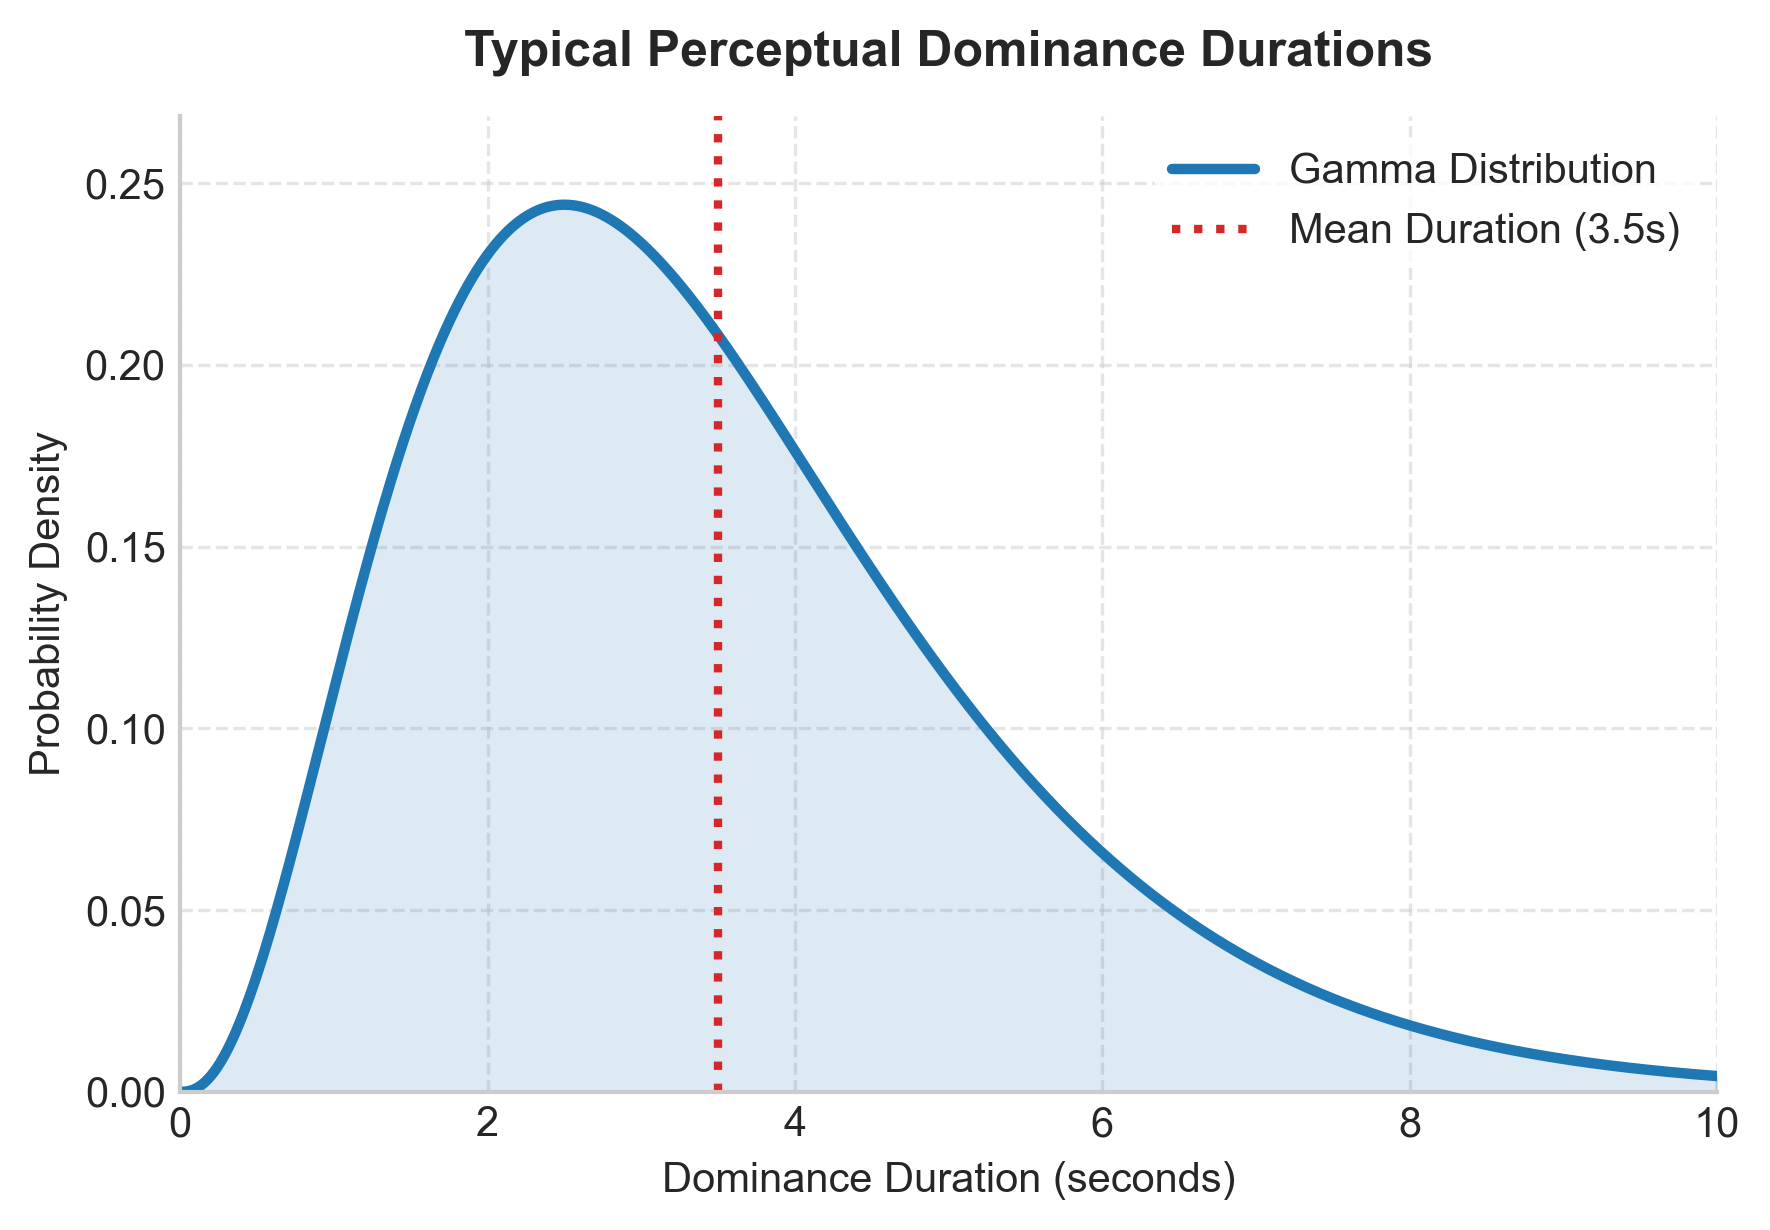 Typical Perceptual Dominance Durations
Gamma Distribution
Mean Duration (3.5s)
Probability Density
0.25
0.20
0.15
0.10
0.05
0.00
0 2 4 6 8 10
Dominance Duration (seconds)